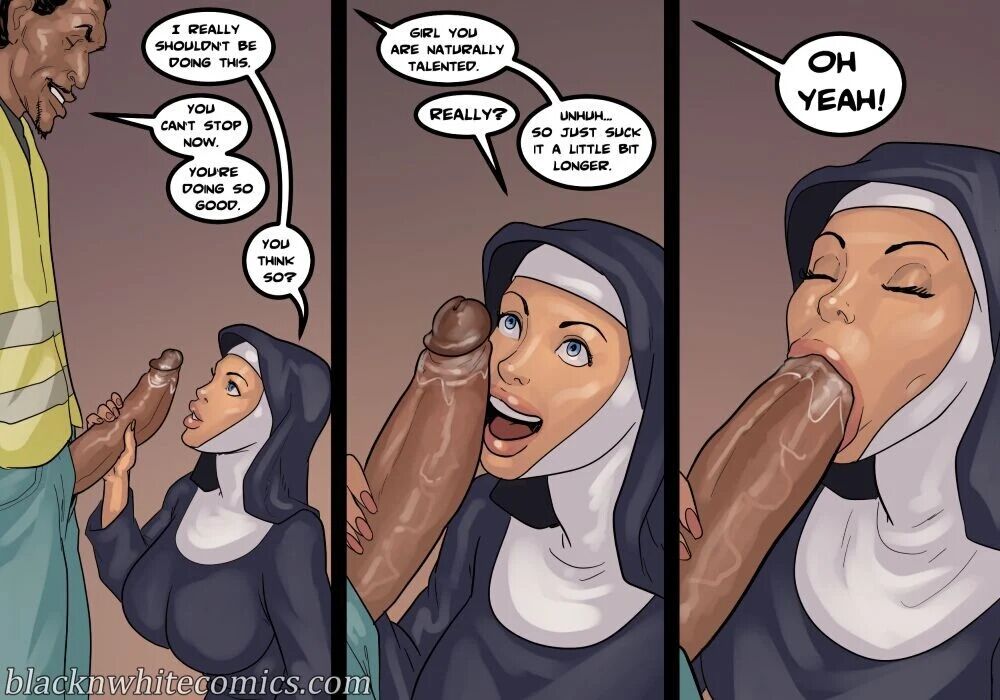 I REALLY
SHOULDN'T BE
DOING THIS.
YOU
CAN'T STOP
NOW.
YOU'RE
DOING SO
GOOD.
YOU
THINK
SO?
GIRL YOU
ARE NATURALLY
TALENTED.
REALLY?
UNHUH...
SO JUST SUCK
IT A LITTLE BIT
LONGER.
OH
YEAH!
blacknwhitecomics.com